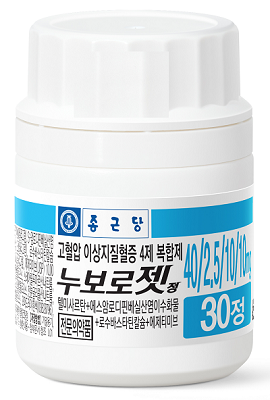 종근당
고혈압 이상지질혈증 4제 복합제
누보로젯정
40/2.5/10/10mg
텔미사르탄+에스암로디핀베실산염이수화물
+로수바스타틴칼슘+에제티미브
전문의약품
30정